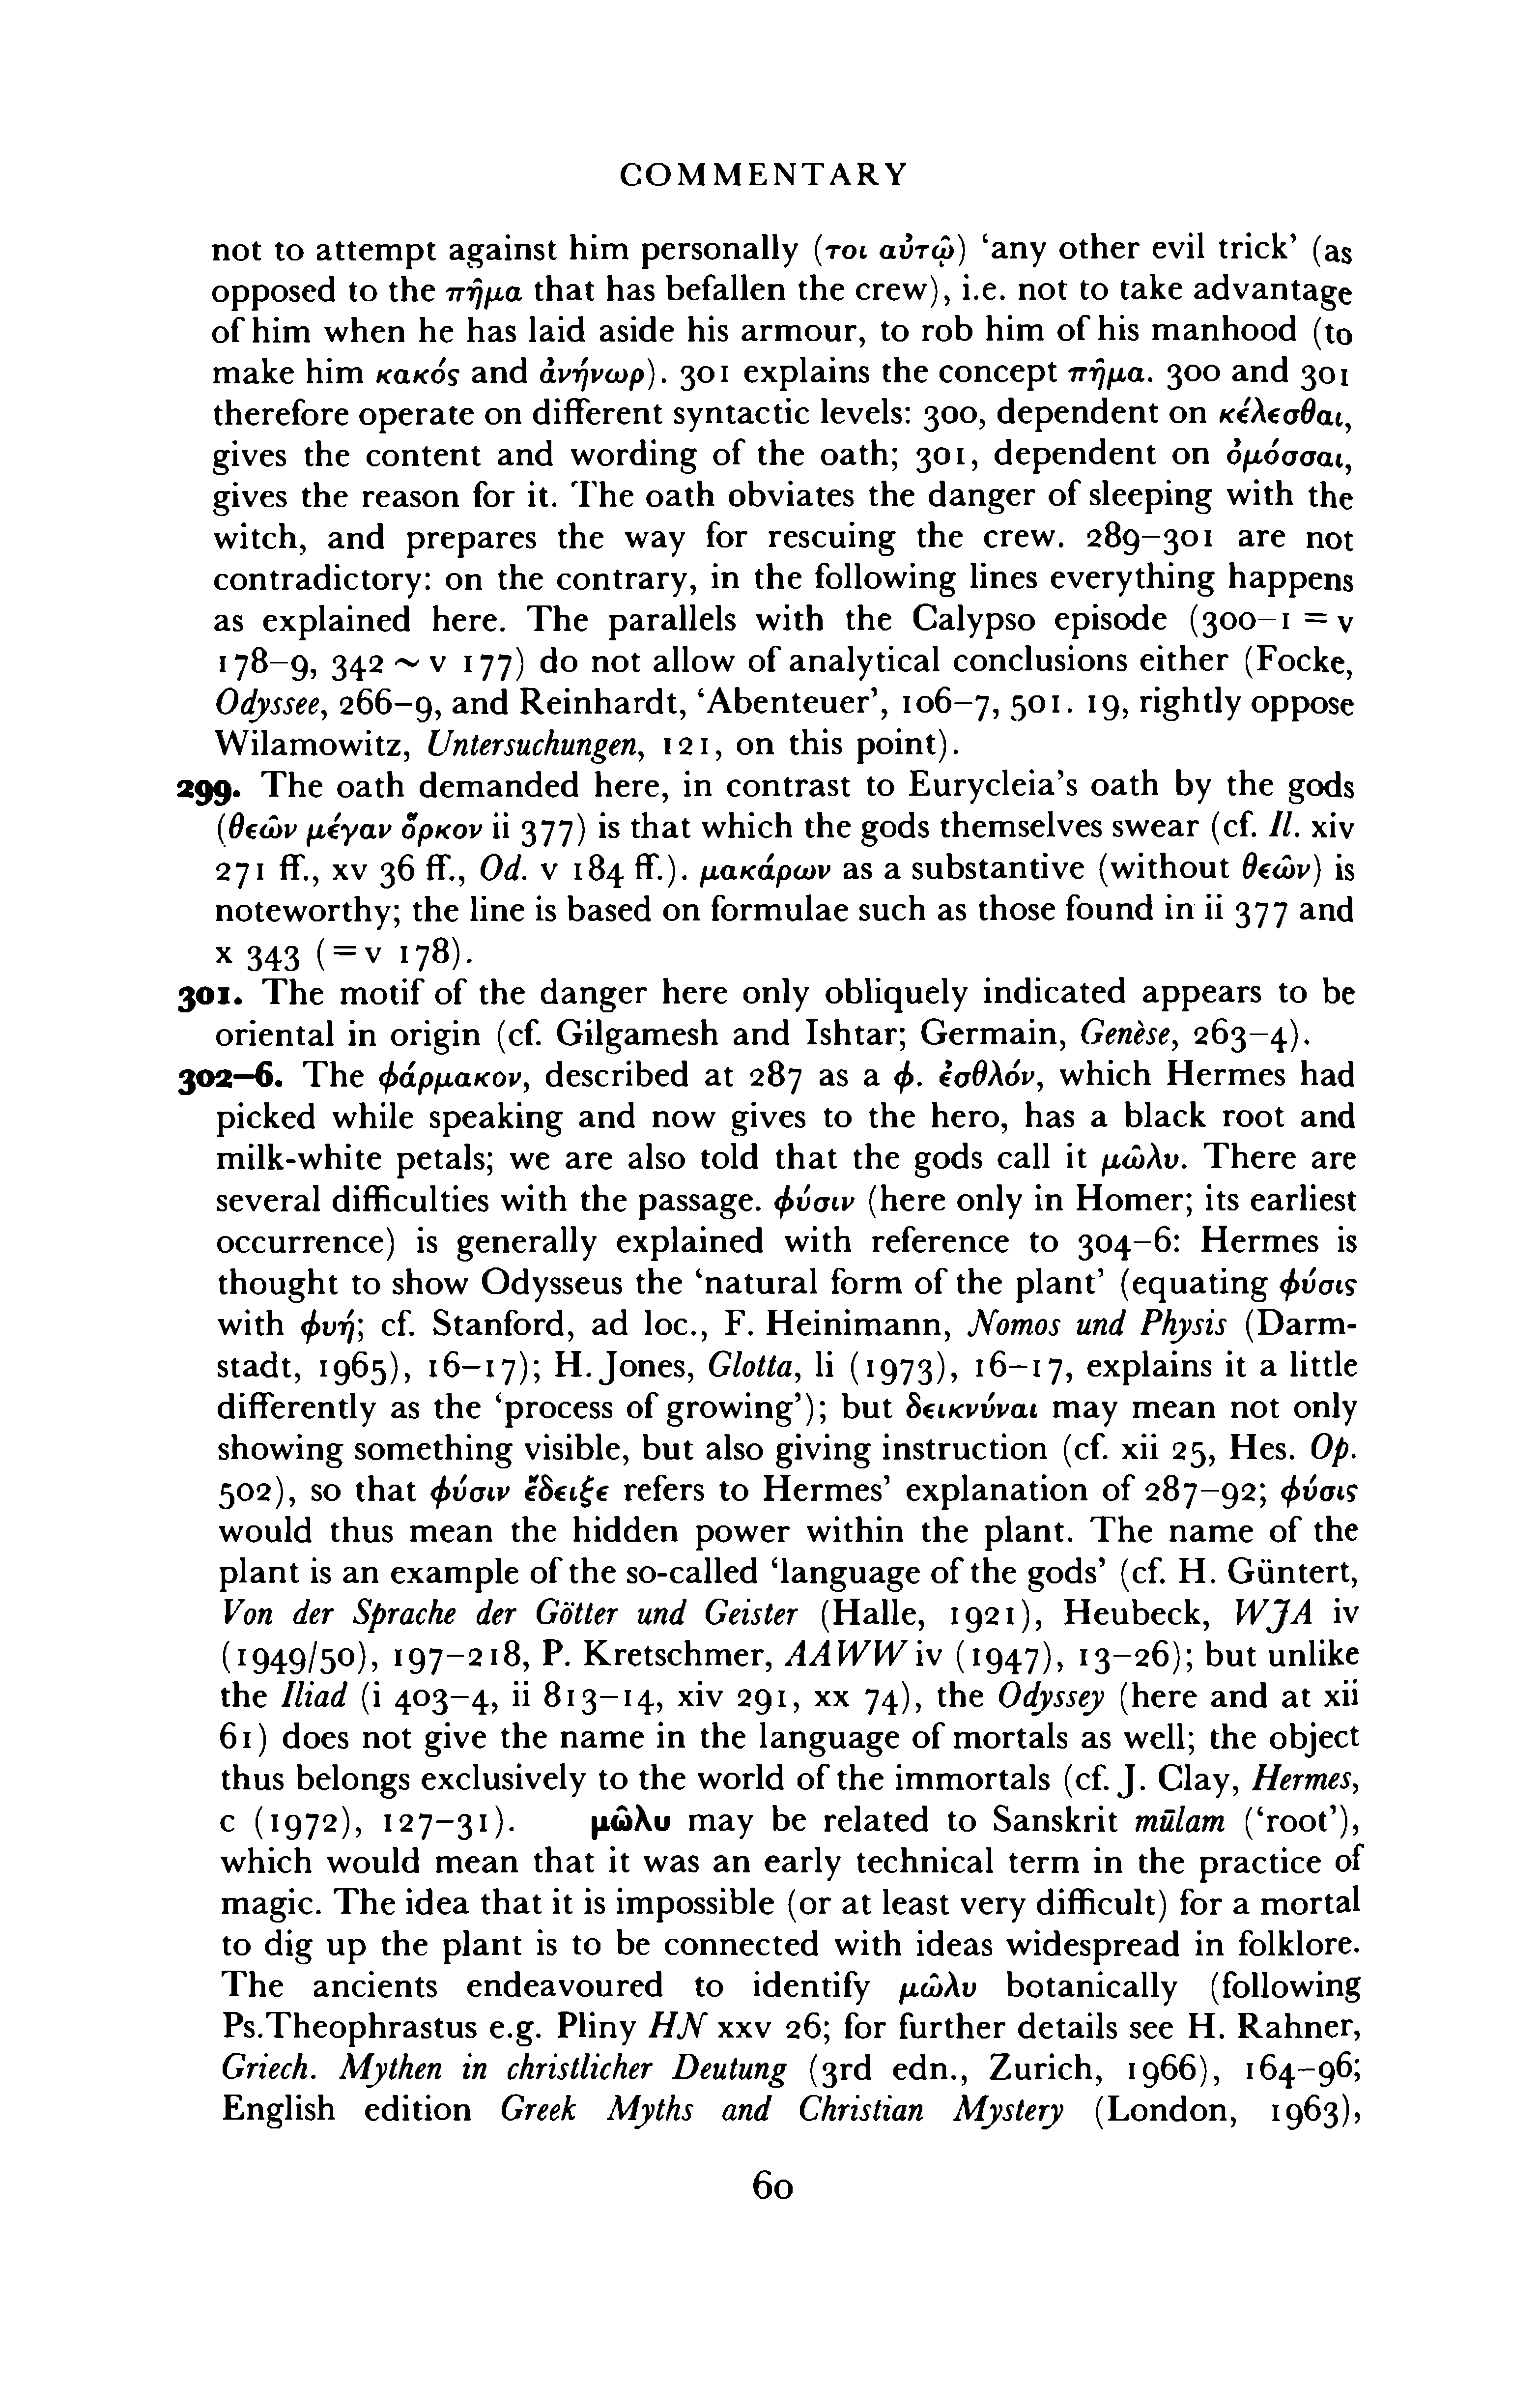 COMMENTARY
not to attempt against him personally (τοι αὐτῷ) ‘any other evil trick’ (as
opposed to the πῆμα that has befallen the crew), i.e. not to take advantage
of him when he has laid aside his armour, to rob him of his manhood (to
make him κακός and ἀνήνωρ). 301 explains the concept πῆμα. 300 and 301
therefore operate on different syntactic levels: 300, dependent on κέλεσθαι,
gives the content and wording of the oath; 301, dependent on ὀμόσσαι,
gives the reason for it. The oath obviates the danger of sleeping with the
witch, and prepares the way for rescuing the crew. 289–301 are not
contradictory: on the contrary, in the following lines everything happens
as explained here. The parallels with the Calypso episode (300–1 = v
178–9, 342 ~ v 177) do not allow of analytical conclusions either (Focke,
Odyssee, 266–9, and Reinhardt, ‘Abenteuer’, 106–7, 501. 19, rightly oppose
Wilamowitz, Untersuchungen, 121, on this point).
299. The oath demanded here, in contrast to Eurycleia’s oath by the gods
(θεῶν μέγαν ὅρκον ii 377) is that which the gods themselves swear (cf. Il. xiv
271 ff., xv 36 ff., Od. v 184 ff.). μακάρων as a substantive (without θεῶν) is
noteworthy; the line is based on formulae such as those found in ii 377 and
x 343 (=v 178).
301. The motif of the danger here only obliquely indicated appears to be
oriental in origin (cf. Gilgamesh and Ishtar; Germain, Genèse, 263–4).
302–6. The φάρμακον, described at 287 as a φ. ἐσθλόν, which Hermes had
picked while speaking and now gives to the hero, has a black root and
milk-white petals; we are also told that the gods call it μῶλυ. There are
several difficulties with the passage. φύσιν (here only in Homer; its earliest
occurrence) is generally explained with reference to 304–6: Hermes is
thought to show Odysseus the ‘natural form of the plant’ (equating φύσις
with φυή; cf. Stanford, ad loc., F. Heinimann, Nomos und Physis (Darm-
stadt, 1965), 16–17); H. Jones, Glotta, li (1973), 16–17, explains it a little
differently as the ‘process of growing’); but δεικνύναι may mean not only
showing something visible, but also giving instruction (cf. xii 25, Hes. Op.
502), so that φύσιν ἔδειξε refers to Hermes’ explanation of 287–92; φύσις
would thus mean the hidden power within the plant. The name of the
plant is an example of the so-called ‘language of the gods’ (cf. H. Güntert,
Von der Sprache der Götter und Geister (Halle, 1921), Heubeck, WJA iv
(1949/50), 197–218, P. Kretschmer, AAWW iv (1947), 13–26); but unlike
the Iliad (i 403–4, ii 813–14, xiv 291, xx 74), the Odyssey (here and at xii
61) does not give the name in the language of mortals as well; the object
thus belongs exclusively to the world of the immortals (cf. J. Clay, Hermes,
c (1972), 127–31). μῶλυ may be related to Sanskrit mūlam (‘root’),
which would mean that it was an early technical term in the practice of
magic. The idea that it is impossible (or at least very difficult) for a mortal
to dig up the plant is to be connected with ideas widespread in folklore.
The ancients endeavoured to identify μῶλυ botanically (following
Ps.Theophrastus e.g. Pliny HN xxv 26; for further details see H. Rahner,
Griech. Mythen in christlicher Deutung (3rd edn., Zurich, 1966), 164–96;
English edition Greek Myths and Christian Mystery (London, 1963),
60